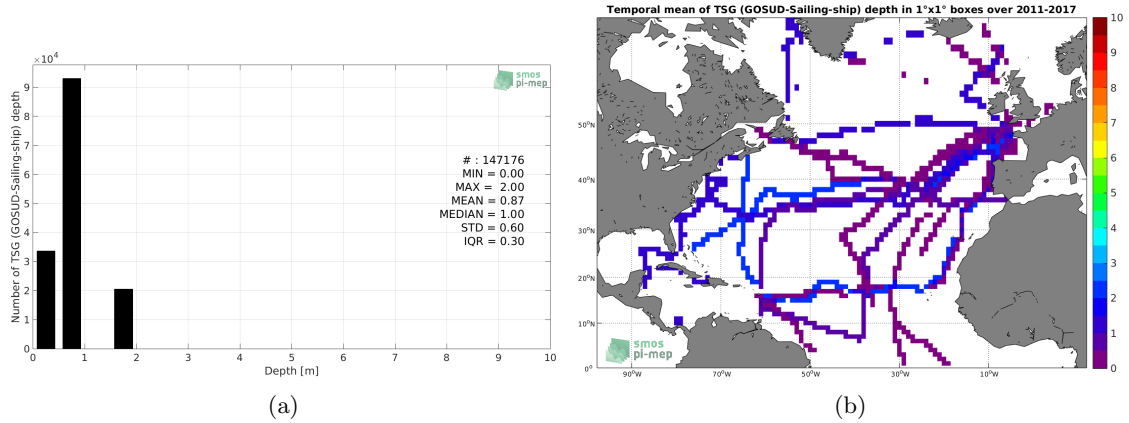 ×10⁴
Number of TSG (GOSUD-Sailing-ship) depth
9
8
7
6
5
4
3
2
1
0
smos
pi-mep
# : 147176
MIN = 0.00
MAX = 2.00
MEAN = 0.87
MEDIAN = 1.00
STD = 0.60
IQR = 0.30
0 1 2 3 4 5 6 7 8 9 10
Depth [m]
(a)
Temporal mean of TSG (GOSUD-Sailing-ship) depth in 1°x1° boxes over 2011-2017
50°N
40°N
30°N
20°N
10°N
0°
90°W 70°W 50°W 30°W 10°W
smos
pi-mep
10
9
8
7
6
5
4
3
2
1
0
(b)